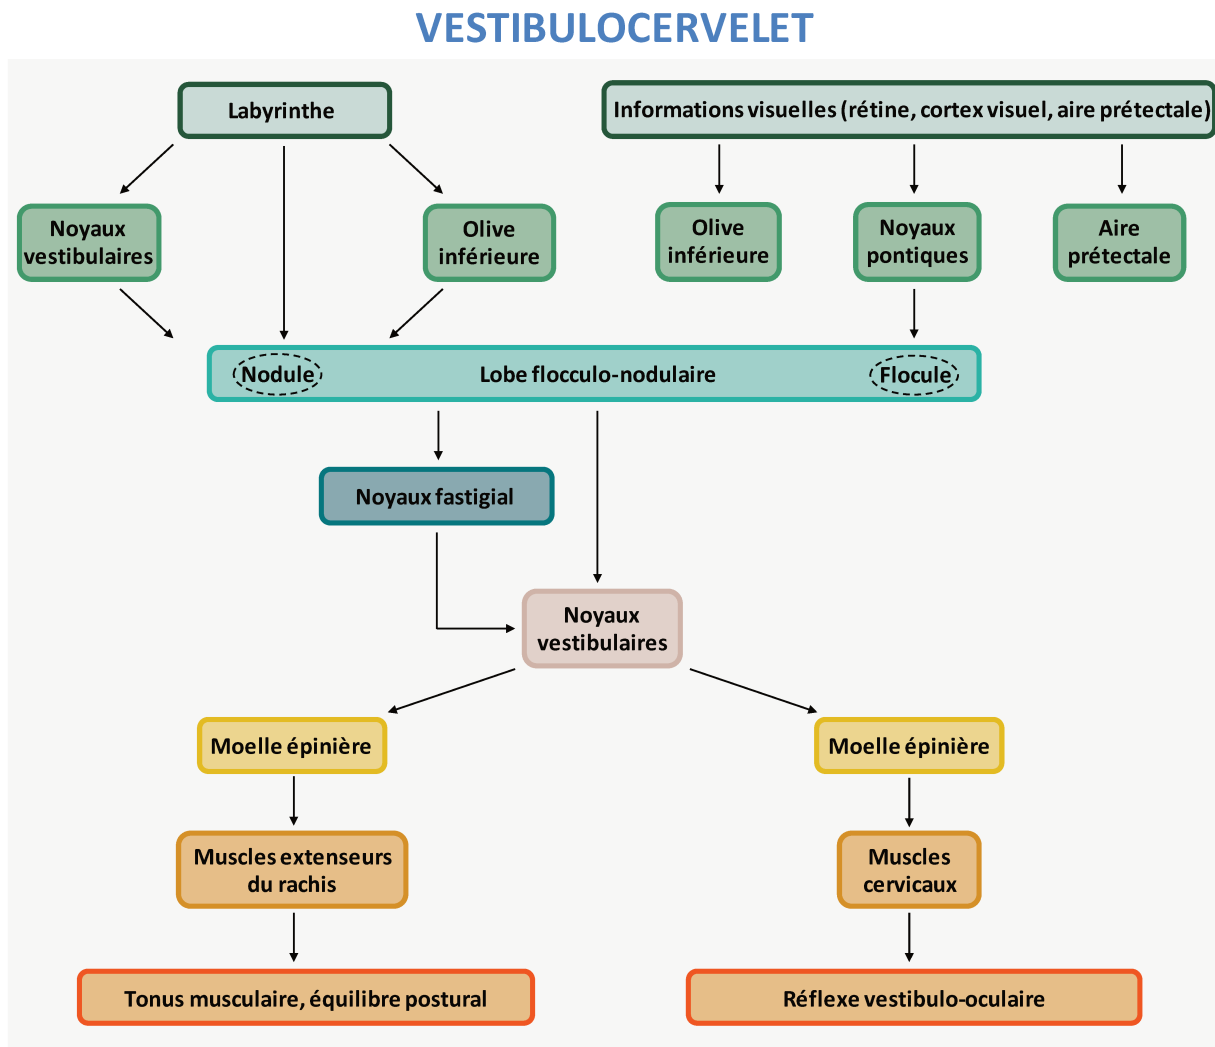 VESTIBULOCERVELET
Labyrinthe
Informations visuelles (rétine, cortex visuel, aire prétectale)
Noyaux
vestibulaires
Olive
inférieure
Olive
inférieure
Noyaux
pontiques
Aire
prétectale
Nodule
Lobe flocculo-nodulaire
Flocule
Noyaux fastigial
Noyaux
vestibulaires
Moelle épinière
Moelle épinière
Muscles extenseurs
du rachis
Muscles
cervicaux
Tonus musculaire, équilibre postural
Réflexe vestibulo-oculaire